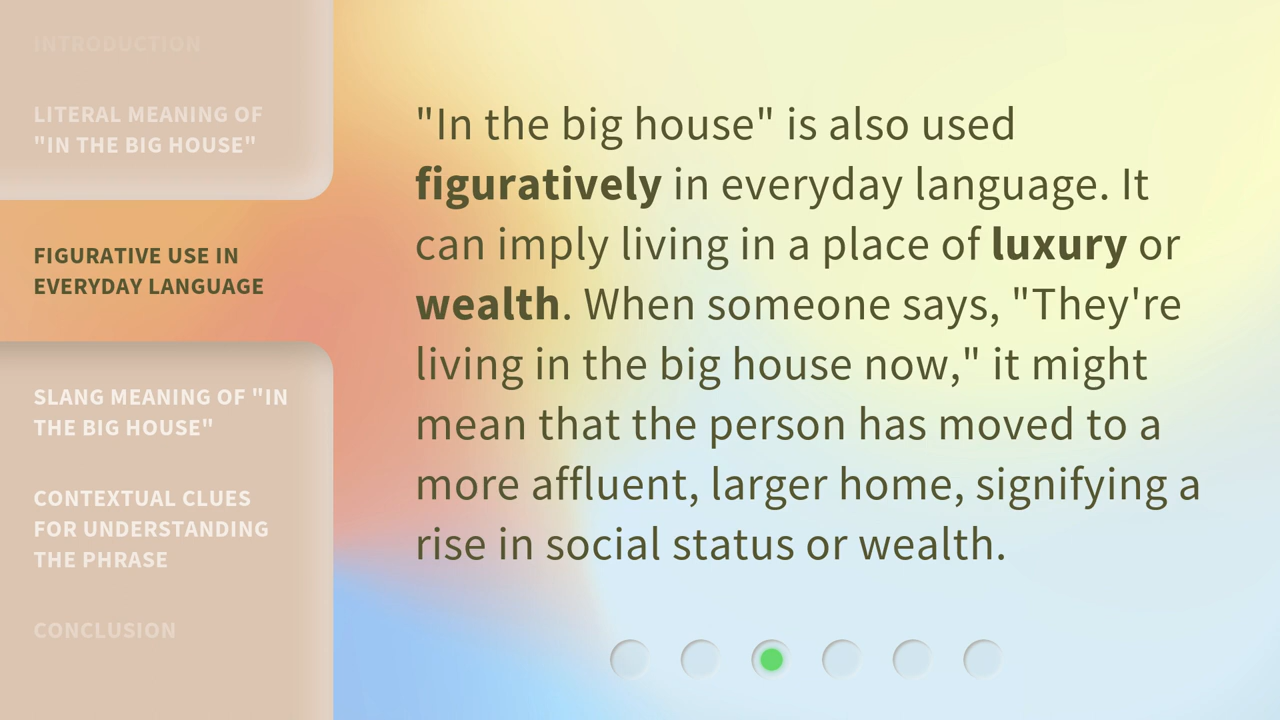 INTRODUCTION
LITERAL MEANING OF
"IN THE BIG HOUSE"
FIGURATIVE USE IN
EVERYDAY LANGUAGE
SLANG MEANING OF "IN
THE BIG HOUSE"
CONTEXTUAL CLUES
FOR UNDERSTANDING
THE PHRASE
CONCLUSION
"In the big house" is also used
figuratively in everyday language. It
can imply living in a place of luxury or
wealth. When someone says, "They're
living in the big house now," it might
mean that the person has moved to a
more affluent, larger home, signifying a
rise in social status or wealth.